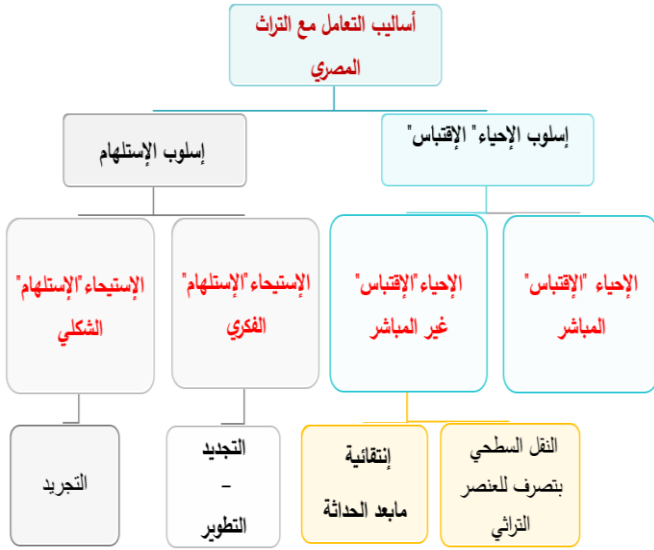 أساليب التعامل مع التراث
المصري
إسلوب الإحياء" الإقتباس"
إسلوب الإستلهام
الإحياء "الإقتباس"
المباشر
الإحياء"الإقتباس"
غير المباشر
الإستيحاء"الإستلهام"
الفكري
الإستيحاء"الإستلهام"
الشكلي
النقل السطحي
بتصرف للعنصر
التراثي
إنتقائية
مابعد الحداثة
التجديد
–
التطوير
التجريد